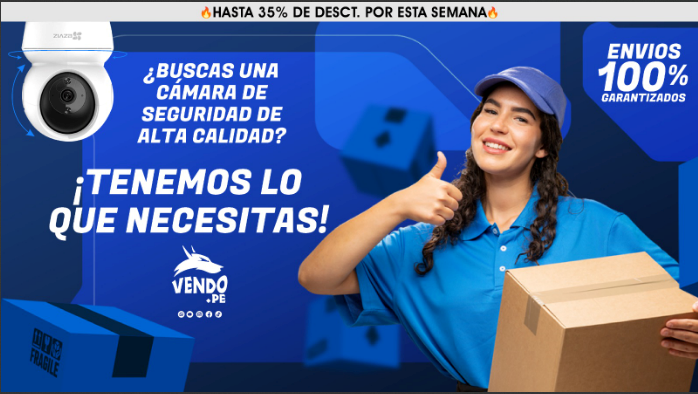 🔥HASTA 35% DE DESCT. POR ESTA SEMANA🔥
EZVIZ
¿BUSCAS UNA
CÁMARA DE
SEGURIDAD DE
ALTA CALIDAD?
ENVIOS
100%
GARANTIZADOS
¡TENEMOS LO
QUE NECESITAS!
VENDO
.PE
FRAGILE